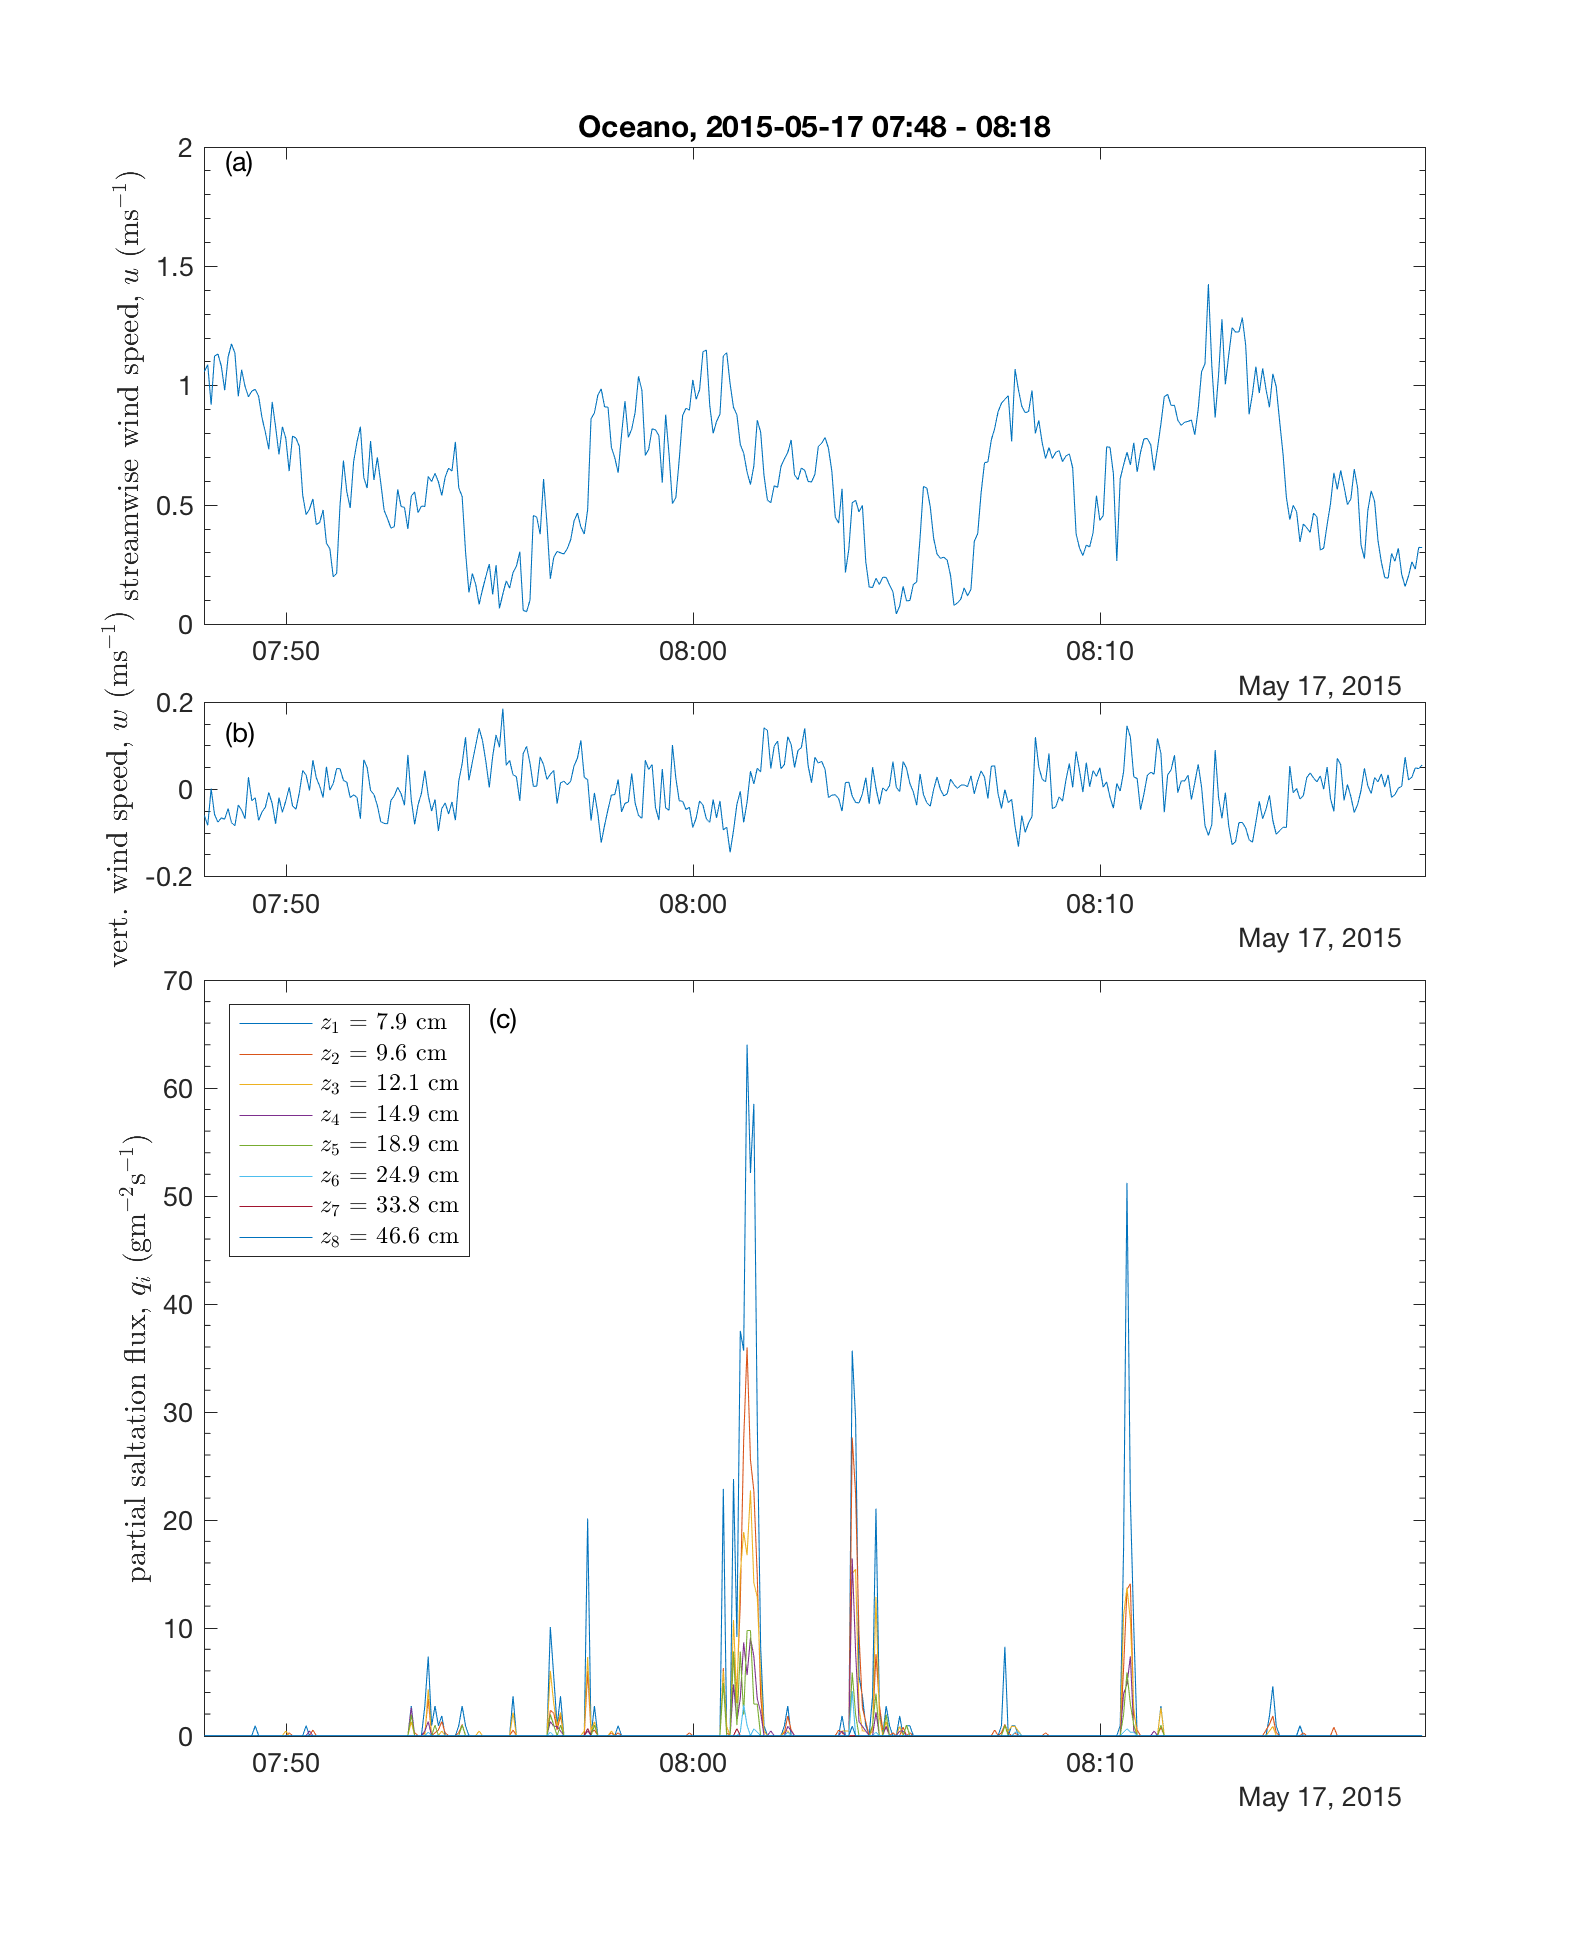 Oceano, 2015-05-17 07:48 - 08:18
(a)
streamwise wind speed, u (ms⁻¹)
2
1.5
1
0.5
0
07:50 08:00 08:10
May 17, 2015
(b)
vert. wind speed, w (ms⁻¹)
0.2
0
-0.2
07:50 08:00 08:10
May 17, 2015
(c)
partial saltation flux, qᵢ (gm⁻²s⁻¹)
70
60
50
40
30
20
10
0
z₁ = 7.9 cm
z₂ = 9.6 cm
z₃ = 12.1 cm
z₄ = 14.9 cm
z₅ = 18.9 cm
z₆ = 24.9 cm
z₇ = 33.8 cm
z₈ = 46.6 cm
07:50 08:00 08:10
May 17, 2015